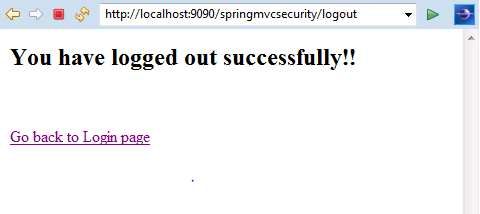 http://localhost:9090/springmvcsecurity/logout
You have logged out successfully!!
Go back to Login page